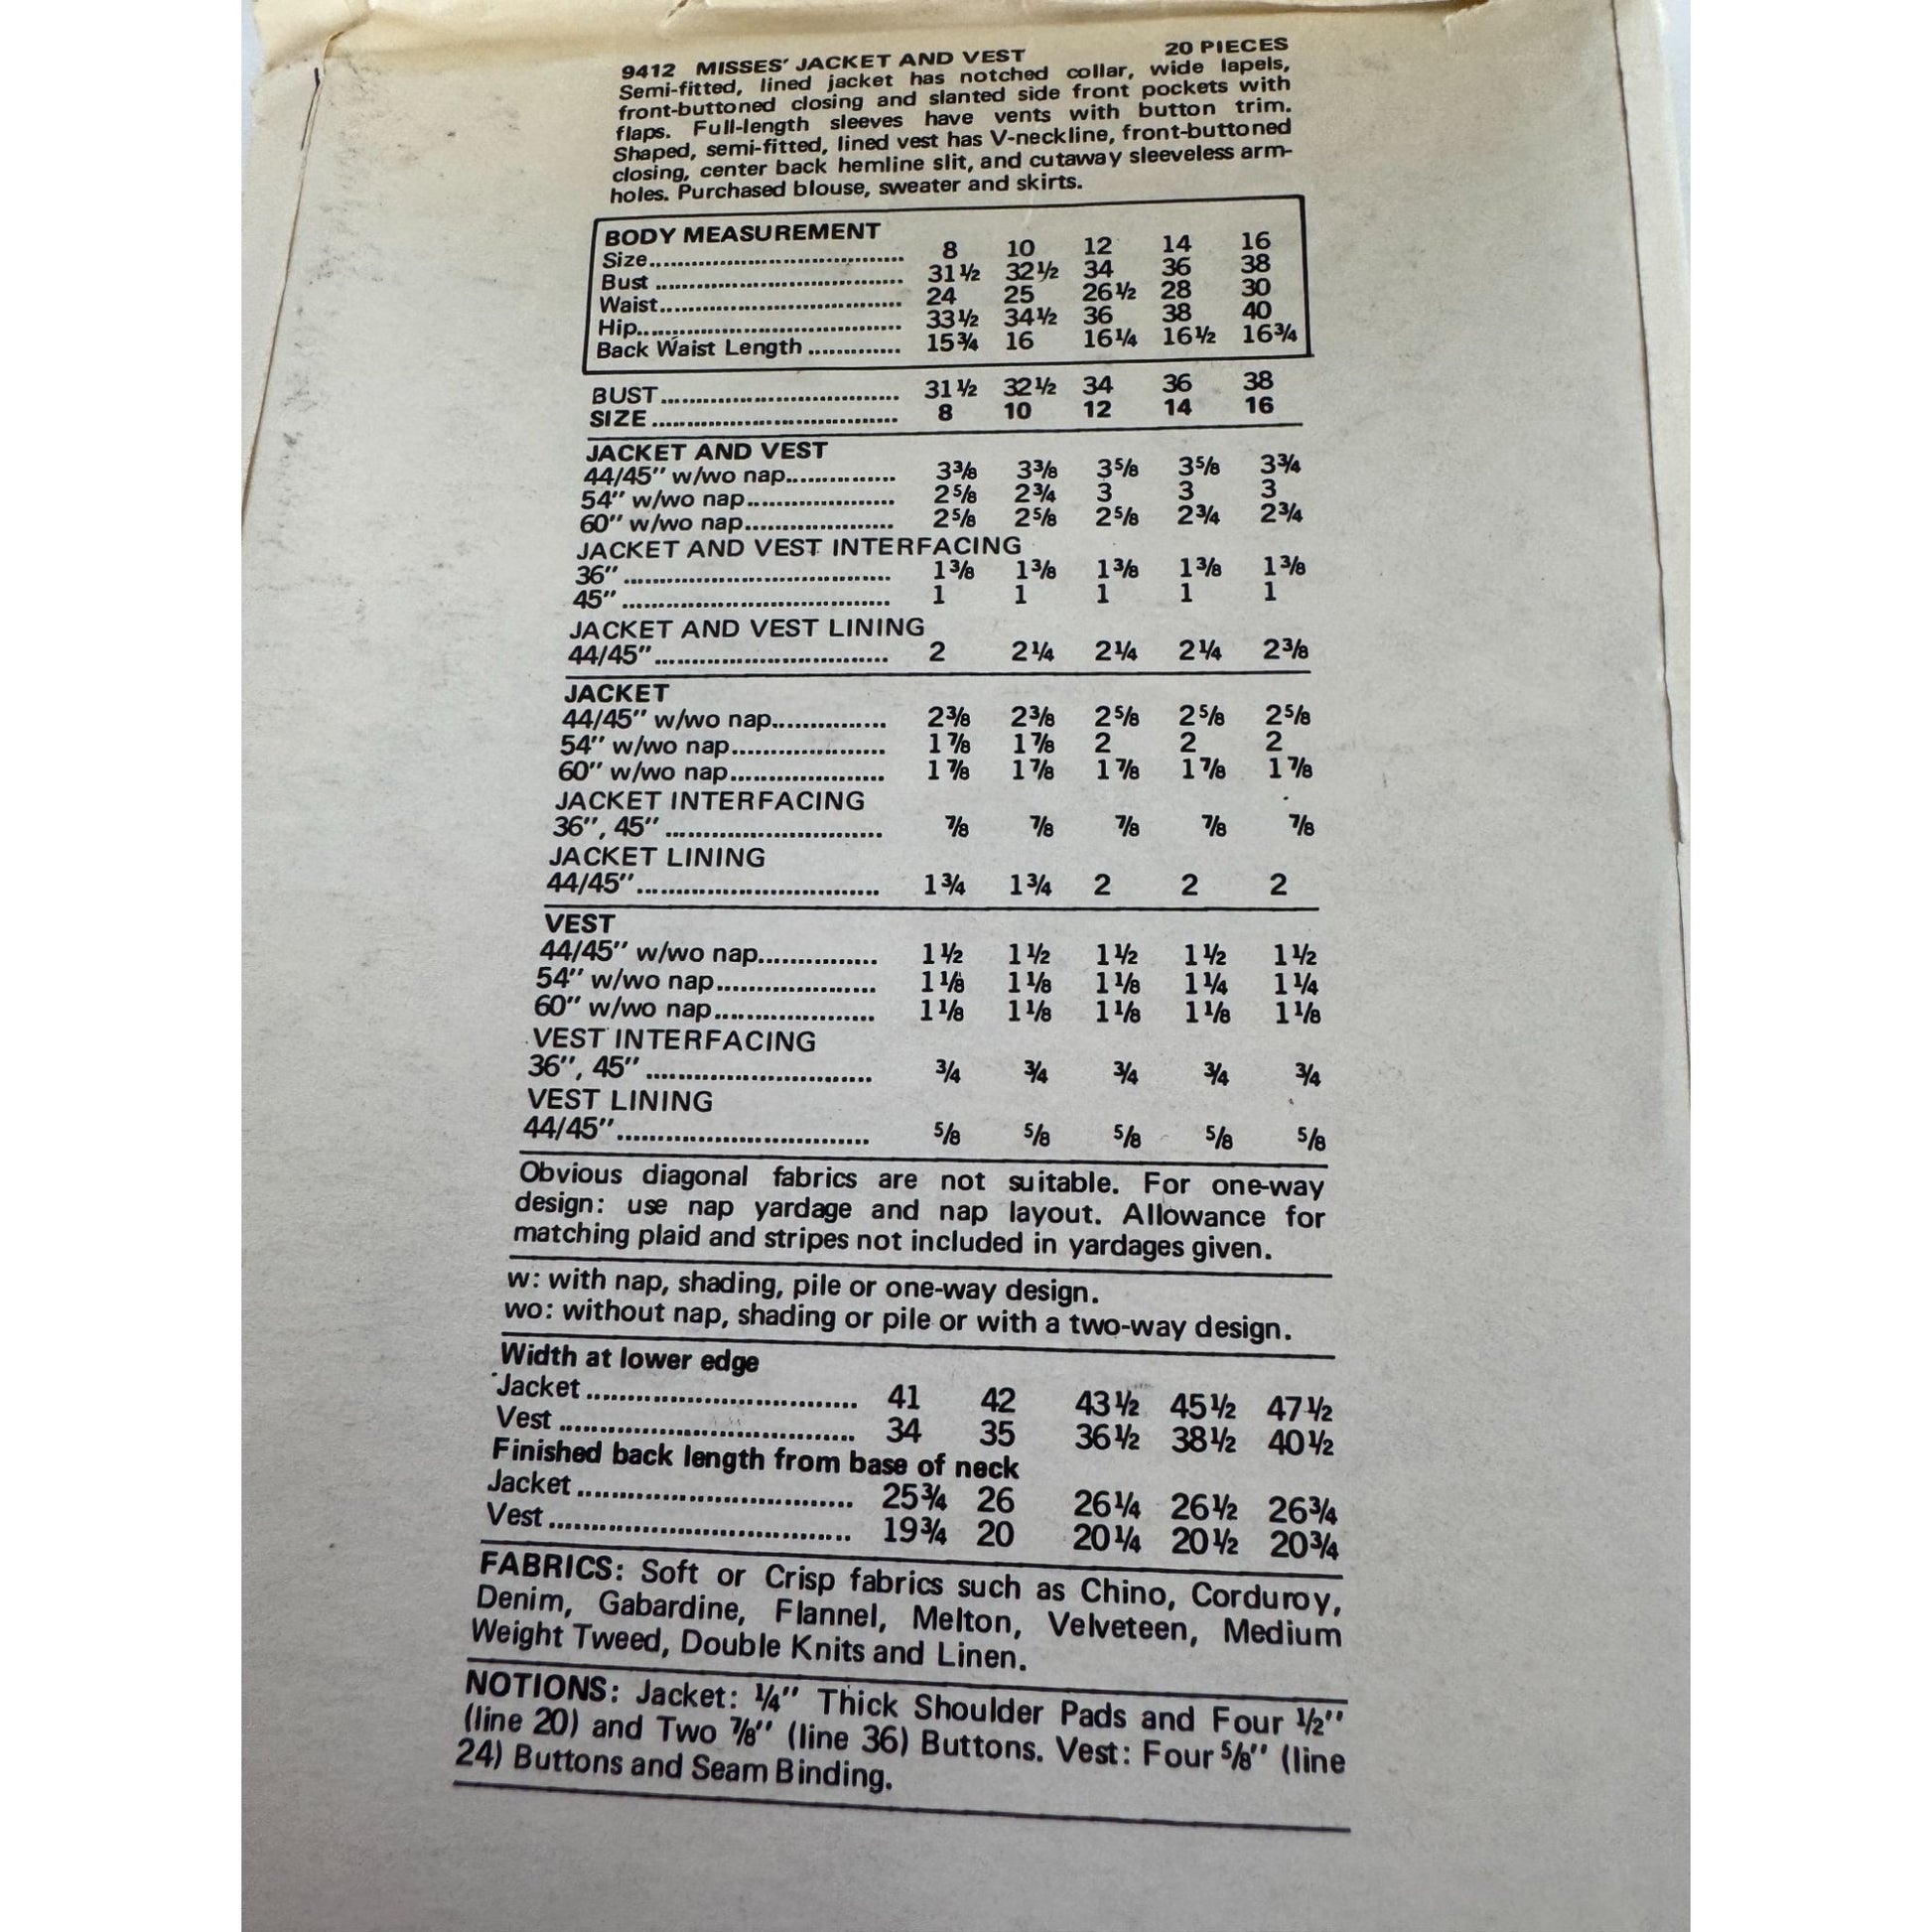 9412 MISSES' JACKET AND VEST 20 PIECES
Semi-fitted, lined jacket has notched collar, wide lapels,
front-buttoned closing and slanted side front pockets with
flaps. Full-length sleeves have vents with button trim.
Shaped, semi-fitted, lined vest has V-neckline, front-buttoned
closing, center back hemline slit, and cutaway sleeveless arm-
holes. Purchased blouse, sweater and skirts.
BODY MEASUREMENT
Size 8 10 12 14 16
Bust 31½ 32½ 34 36 38
Waist 24 25 26½ 28 30
Hip 33½ 34½ 36 38 40
Back Waist Length 15¾ 16 16¼ 16½ 16¾
BUST 31½ 32½ 34 36 38
SIZE 8 10 12 14 16
JACKET AND VEST
44/45" w/wo nap 3⅜ 3⅜ 3⅝ 3⅝ 3¾
54" w/wo nap 2⅝ 2¾ 3 3 3
60" w/wo nap 2⅝ 2⅝ 2⅝ 2¾ 2¾
JACKET AND VEST INTERFACING
36" 1⅜ 1⅜ 1⅜ 1⅜ 1⅜
45" 1 1 1 1 1
JACKET AND VEST LINING
44/45" 2 2¼ 2¼ 2¼ 2⅜
JACKET
44/45" w/wo nap 2⅜ 2⅜ 2⅝ 2⅝ 2⅝
54" w/wo nap 1⅞ 1⅞ 2 2 2
60" w/wo nap 1⅞ 1⅞ 1⅞ 1⅞ 1⅞
JACKET INTERFACING
36", 45" ⅞ ⅞ ⅞ ⅞ ⅞
JACKET LINING
44/45" 1¾ 1¾ 2 2 2
VEST
44/45" w/wo nap 1½ 1½ 1½ 1½ 1½
54" w/wo nap 1⅛ 1⅛ 1⅛ 1¼ 1¼
60" w/wo nap 1⅛ 1⅛ 1⅛ 1⅛ 1⅛
VEST INTERFACING
36", 45" ¾ ¾ ¾ ¾ ¾
VEST LINING
44/45" ⅝ ⅝ ⅝ ⅝ ⅝
Obvious diagonal fabrics are not suitable. For one-way
design: use nap yardage and nap layout. Allowance for
matching plaid and stripes not included in yardages given.
w: with nap, shading, pile or one-way design.
wo: without nap, shading or pile or with a two-way design.
Width at lower edge
Jacket 41 42 43½ 45½ 47½
Vest 34 35 36½ 38½ 40½
Finished back length from base of neck
Jacket 25¾ 26 26¼ 26½ 26¾
Vest 19¾ 20 20¼ 20½ 20¾
FABRICS: Soft or Crisp fabrics such as Chino, Corduroy,
Denim, Gabardine, Flannel, Melton, Velveteen, Medium
Weight Tweed, Double Knits and Linen.
NOTIONS: Jacket: ¼" Thick Shoulder Pads and Four ½"
(line 20) and Two ⅞" (line 36) Buttons. Vest: Four ⅝" (line
24) Buttons and Seam Binding.